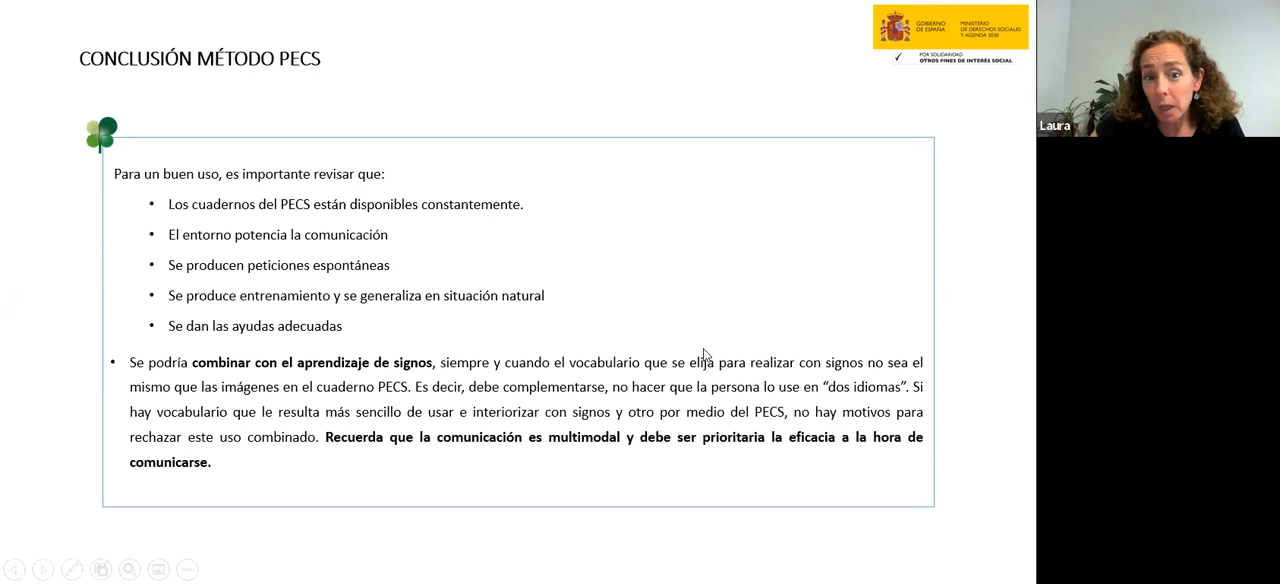 CONCLUSIÓN MÉTODO PECS
GOBIERNO
DE ESPAÑA
MINISTERIO
DE DERECHOS SOCIALES
Y AGENDA 2030
POR SOLIDARIDAD
OTROS FINES DE INTERÉS SOCIAL
Laura
Para un buen uso, es importante revisar que:
• Los cuadernos del PECS están disponibles constantemente.
• El entorno potencia la comunicación
• Se producen peticiones espontáneas
• Se produce entrenamiento y se generaliza en situación natural
• Se dan las ayudas adecuadas
• Se podría combinar con el aprendizaje de signos, siempre y cuando el vocabulario que se elija para realizar con signos no sea el
mismo que las imágenes en el cuaderno PECS. Es decir, debe complementarse, no hacer que la persona lo use en “dos idiomas”. Si
hay vocabulario que le resulta más sencillo de usar e interiorizar con signos y otro por medio del PECS, no hay motivos para
rechazar este uso combinado. Recuerda que la comunicación es multimodal y debe ser prioritaria la eficacia a la hora de
comunicarse.